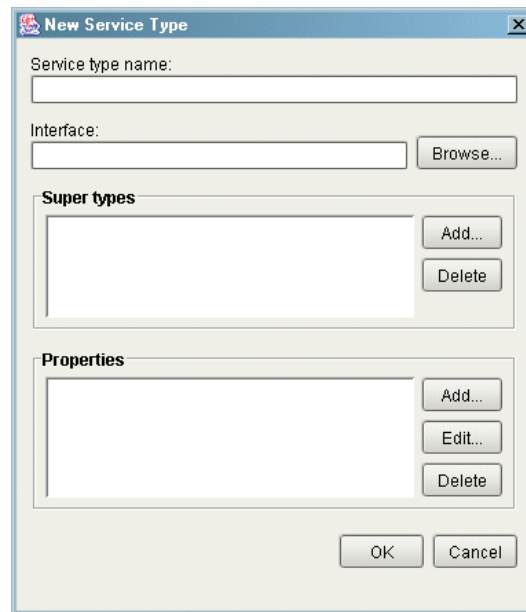 New Service Type
Service type name:
Interface:
Browse...
Super types
Add...
Delete
Properties
Add...
Edit...
Delete
OK
Cancel